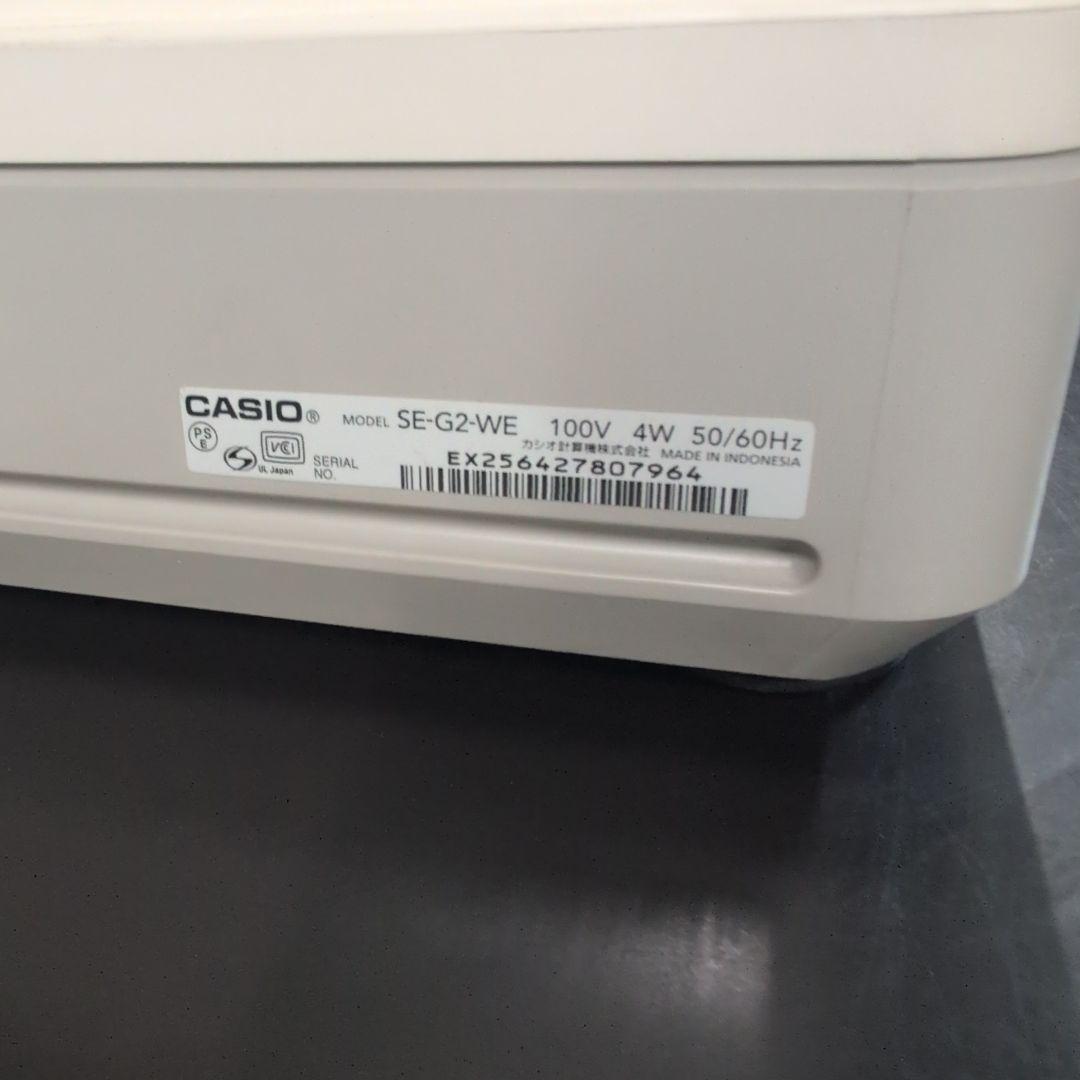 CASIO® MODEL SE-G2-WE 100V 4W 50/60Hz
カシオ計算機株式会社 MADE IN INDONESIA
PS
E
VCCI
UL Japan
SERIAL
NO.
EX256427807964